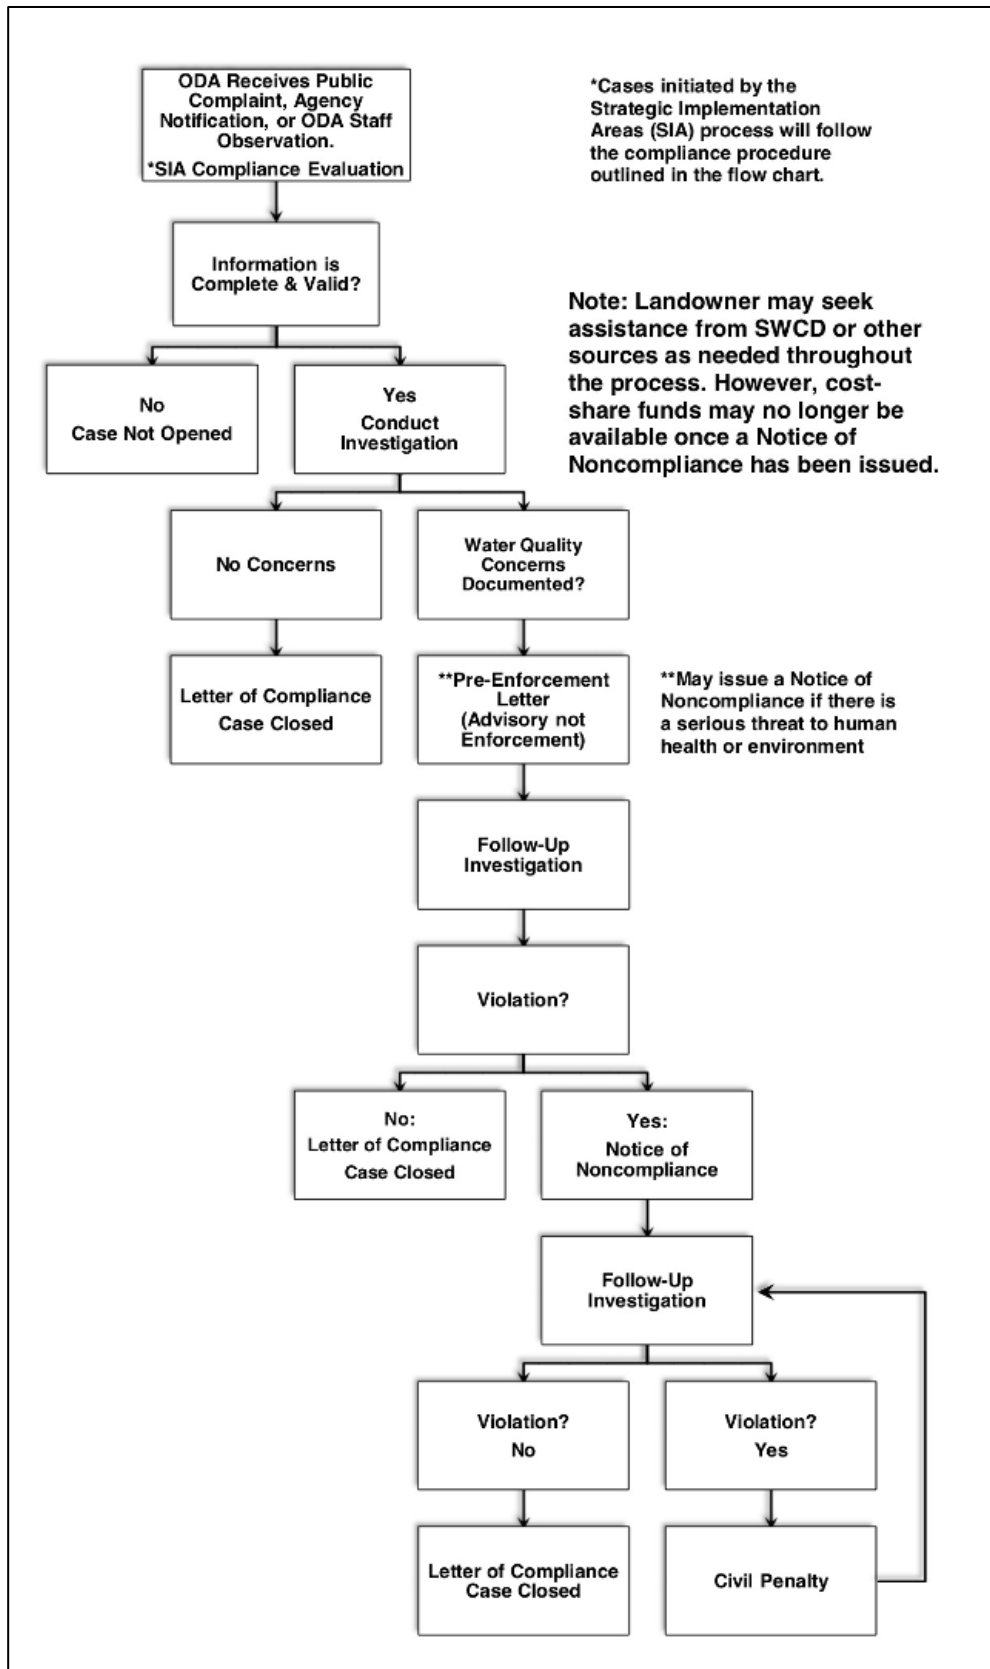 ODA Receives Public
Complaint, Agency
Notification, or ODA Staff
Observation.
*SIA Compliance Evaluation
*Cases initiated by the
Strategic Implementation
Areas (SIA) process will follow
the compliance procedure
outlined in the flow chart.
Information is
Complete & Valid?
Note: Landowner may seek
assistance from SWCD or other
sources as needed throughout
the process. However, cost-
share funds may no longer be
available once a Notice of
Noncompliance has been issued.
No
Case Not Opened
Yes
Conduct
Investigation
No Concerns
Water Quality
Concerns
Documented?
Letter of Compliance
Case Closed
**Pre-Enforcement
Letter
(Advisory not
Enforcement)
**May issue a Notice of
Noncompliance if there is
a serious threat to human
health or environment
Follow-Up
Investigation
Violation?
No:
Letter of Compliance
Case Closed
Yes:
Notice of
Noncompliance
Follow-Up
Investigation
Violation?
No
Violation?
Yes
Letter of Compliance
Case Closed
Civil Penalty